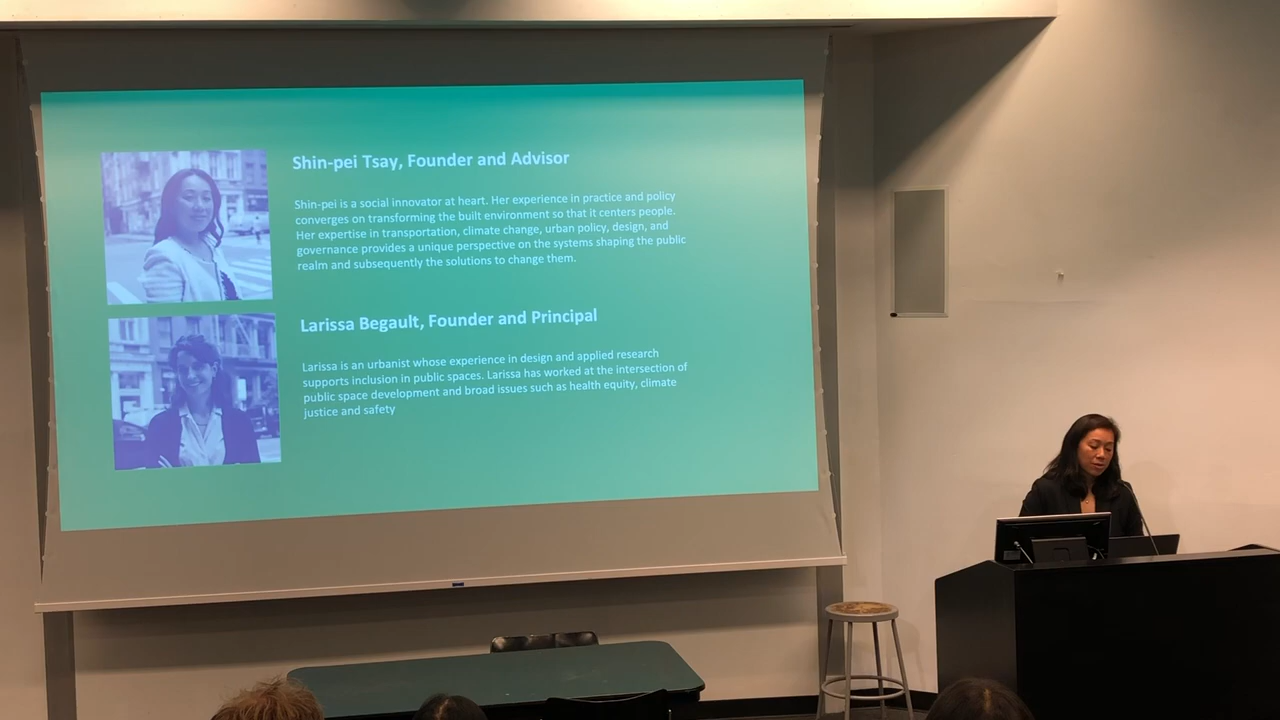 Shin-pei Tsay, Founder and Advisor
Shin-pei is a social innovator at heart. Her experience in practice and policy
converges on transforming the built environment so that it centers people.
Her expertise in transportation, climate change, urban policy, design, and
governance provides a unique perspective on the systems shaping the public
realm and subsequently the solutions to change them.
Larissa Begault, Founder and Principal
Larissa is an urbanist whose experience in design and applied research
supports inclusion in public spaces. Larissa has worked at the intersection of
public space development and broad issues such as health equity, climate
justice and safety